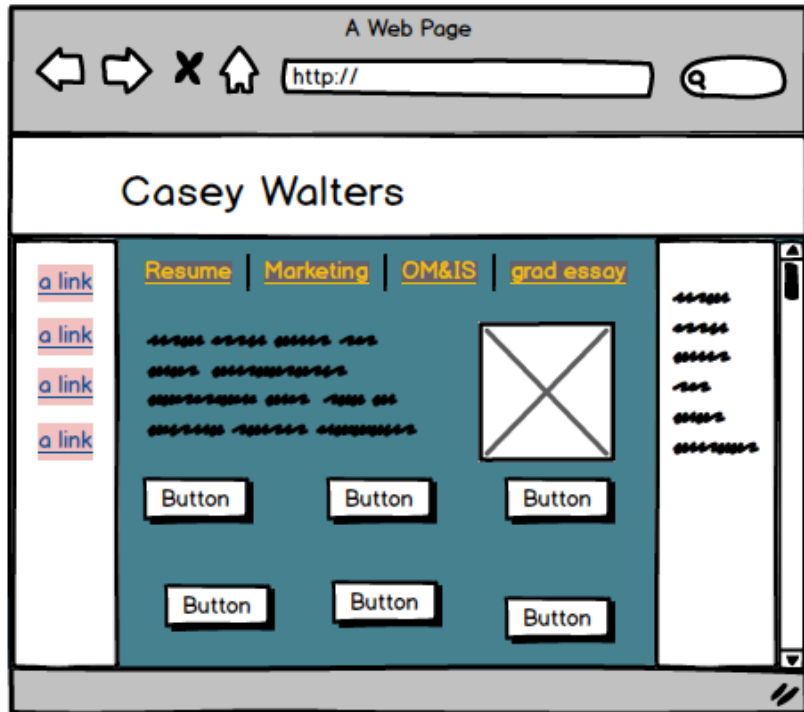 A Web Page
http://
Casey Walters
Resume | Marketing | OM&IS | grad essay
a link
a link
a link
a link
Button Button Button
Button Button Button